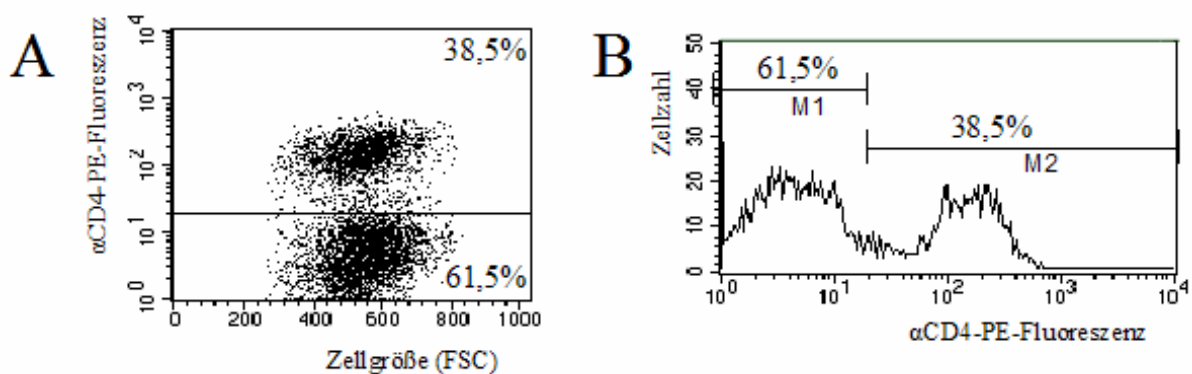 A
αCD4-PE-Fluoreszenz
10^4
10^3
10^2
10^1
10^0
38,5%
61,5%
0 200 400 600 800 1000
Zellgröße (FSC)
B
Zellzahl
50
40
30
20
10
0
61,5%
M1
38,5%
M2
10^0 10^1 10^2 10^3 10^4
αCD4-PE-Fluoreszenz